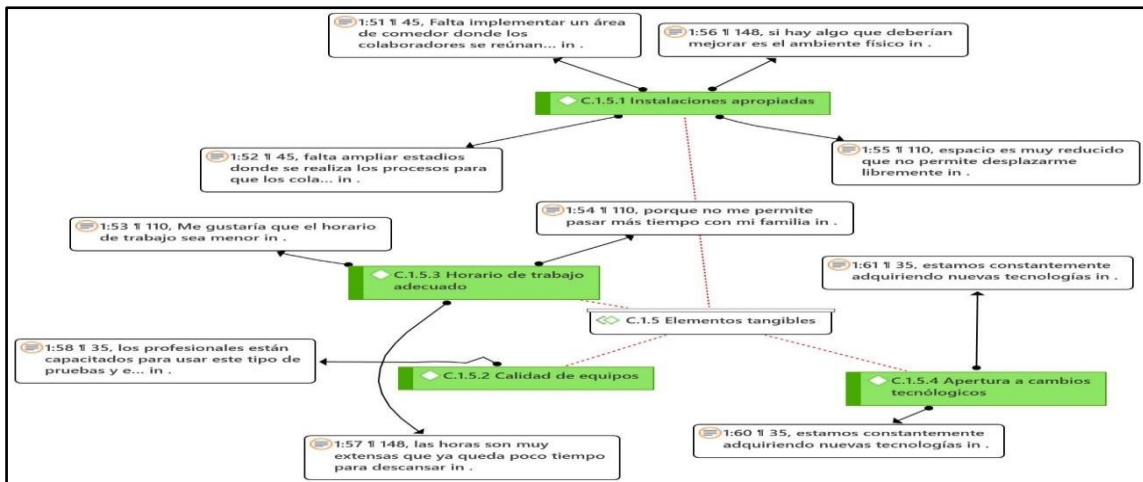 1:51 ¶ 45, Falta implementar un área
de comedor donde los
colaboradores se reúnan... in .
1:56 ¶ 148, si hay algo que deberían
mejorar es el ambiente físico in .
C.1.5.1 Instalaciones apropiadas
1:52 ¶ 45, falta ampliar estadios
donde se realiza los procesos para
que los cola... in .
1:55 ¶ 110, espacio es muy reducido
que no permite desplazarme
libremente in .
1:53 ¶ 110, Me gustaría que el horario
de trabajo sea menor in .
1:54 ¶ 110, porque no me permite
pasar más tiempo con mi familia in .
C.1.5.3 Horario de trabajo
adecuado
1:61 ¶ 35, estamos constantemente
adquiriendo nuevas tecnologías in .
C.1.5 Elementos tangibles
1:58 ¶ 35, los profesionales están
capacitados para usar este tipo de
pruebas y e... in .
C.1.5.2 Calidad de equipos
C.1.5.4 Apertura a cambios
tecnólogicos
1:57 ¶ 148, las horas son muy
extensas que ya queda poco tiempo
para descansar in .
1:60 ¶ 35, estamos constantemente
adquiriendo nuevas tecnologías in .